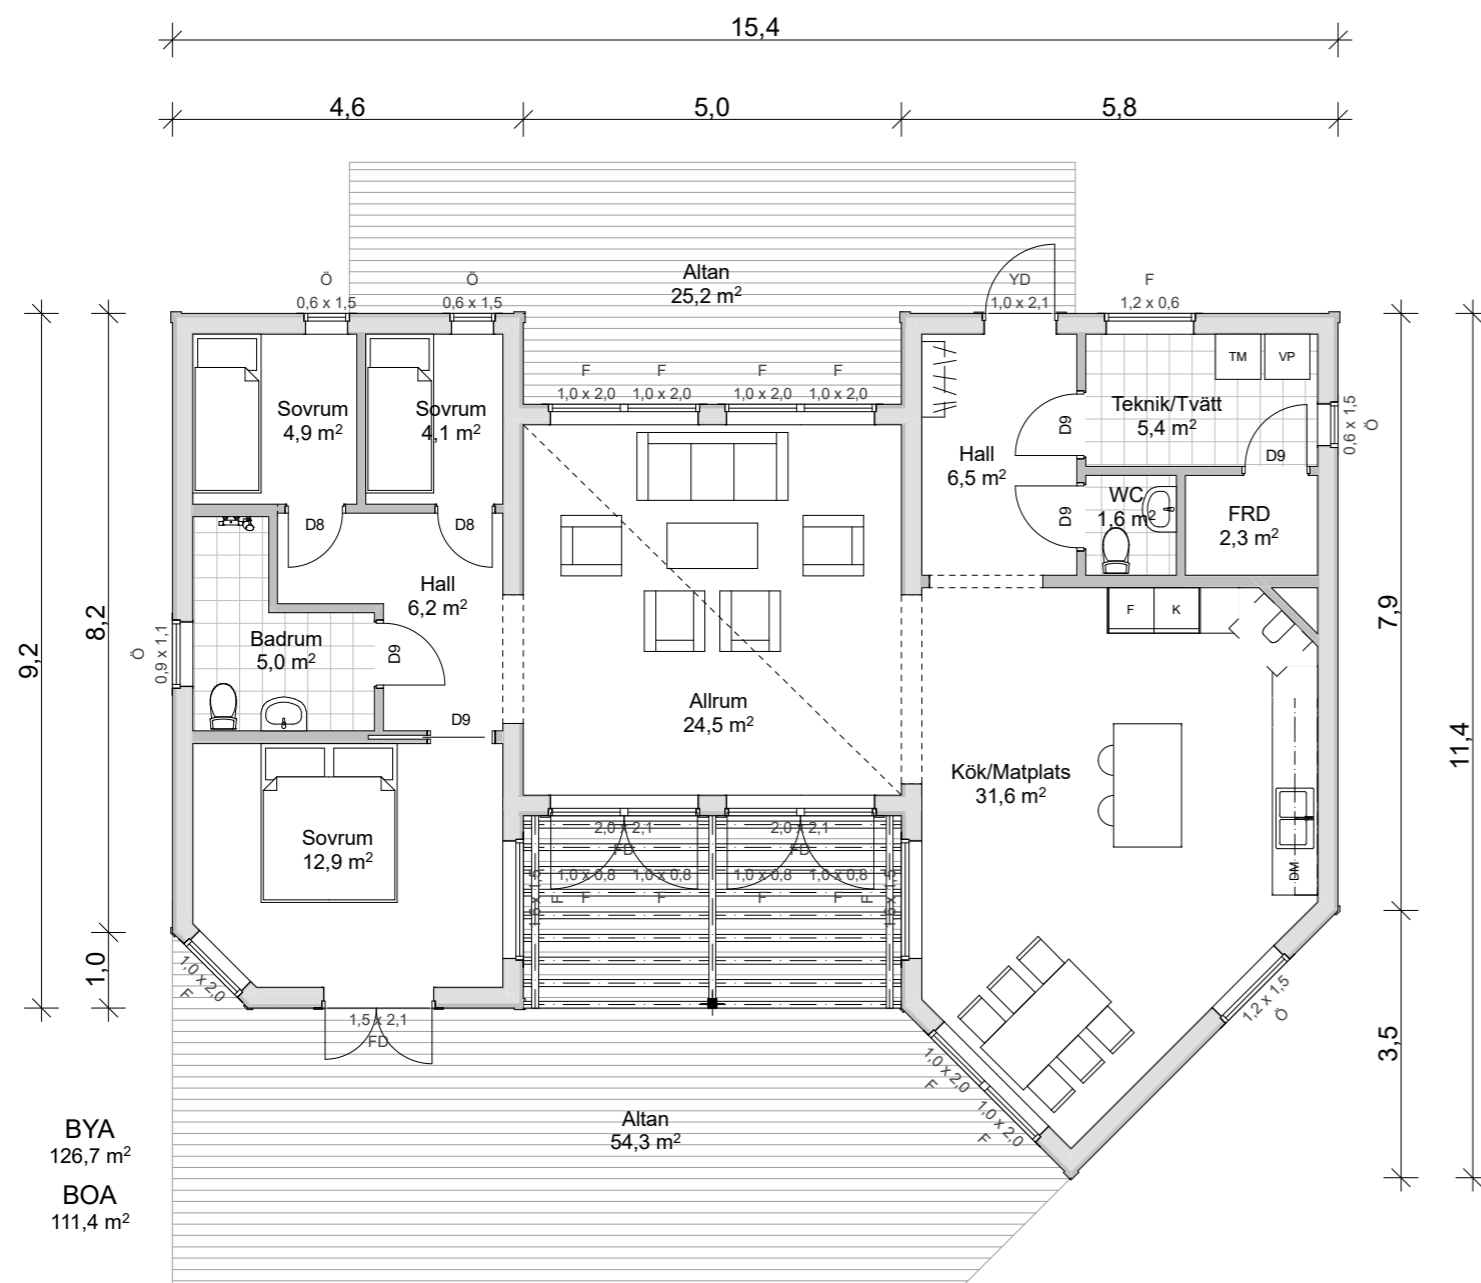 15,4
4,6
5,0
5,8
9,2
8,2
1,0
7,9
3,5
11,4
Altan
25,2 m²
Ö
0,6 x 1,5
Ö
0,6 x 1,5
YD
1,0 x 2,1
F
1,2 x 0,6
F
1,0 x 2,0
F
1,0 x 2,0
F
1,0 x 2,0
F
1,0 x 2,0
TM
VP
Sovrum
4,9 m²
Sovrum
4,1 m²
Teknik/Tvätt
5,4 m²
0,6 x 1,5
Ö
D9
D9
Hall
6,5 m²
WC
1,6 m²
D9
FRD
2,3 m²
D8
D8
Hall
6,2 m²
F
K
Ö
0,9 x 1,1
Badrum
5,0 m²
D9
D9
Allrum
24,5 m²
Kök/Matplats
31,6 m²
Sovrum
12,9 m²
2,0 x 2,1
FD
2,0 x 2,1
FD
1,0 x 0,8
F
1,0 x 0,8
F
1,0 x 0,8
F
1,0 x 0,8
F
F
F
DM
1,0 x 2,0
F
1,5 x 2,1
FD
1,2 x 1,5
Ö
1,0 x 2,0
F
1,0 x 2,0
F
Altan
54,3 m²
BYA
126,7 m²
BOA
111,4 m²